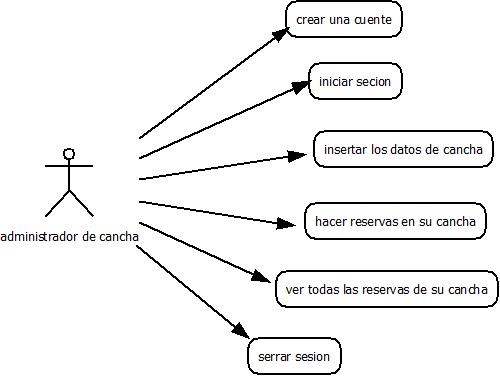 crear una cuente
iniciar secion
insertar los datos de cancha
administrador de cancha
hacer reservas en su cancha
ver todas las reservas de su cancha
serrar sesion